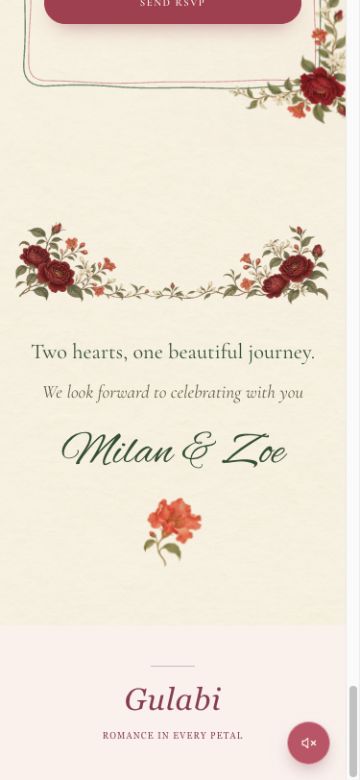 SEND RSVP
Two hearts, one beautiful journey.
We look forward to celebrating with you
Milan & Zoe
Gulabi
ROMANCE IN EVERY PETAL